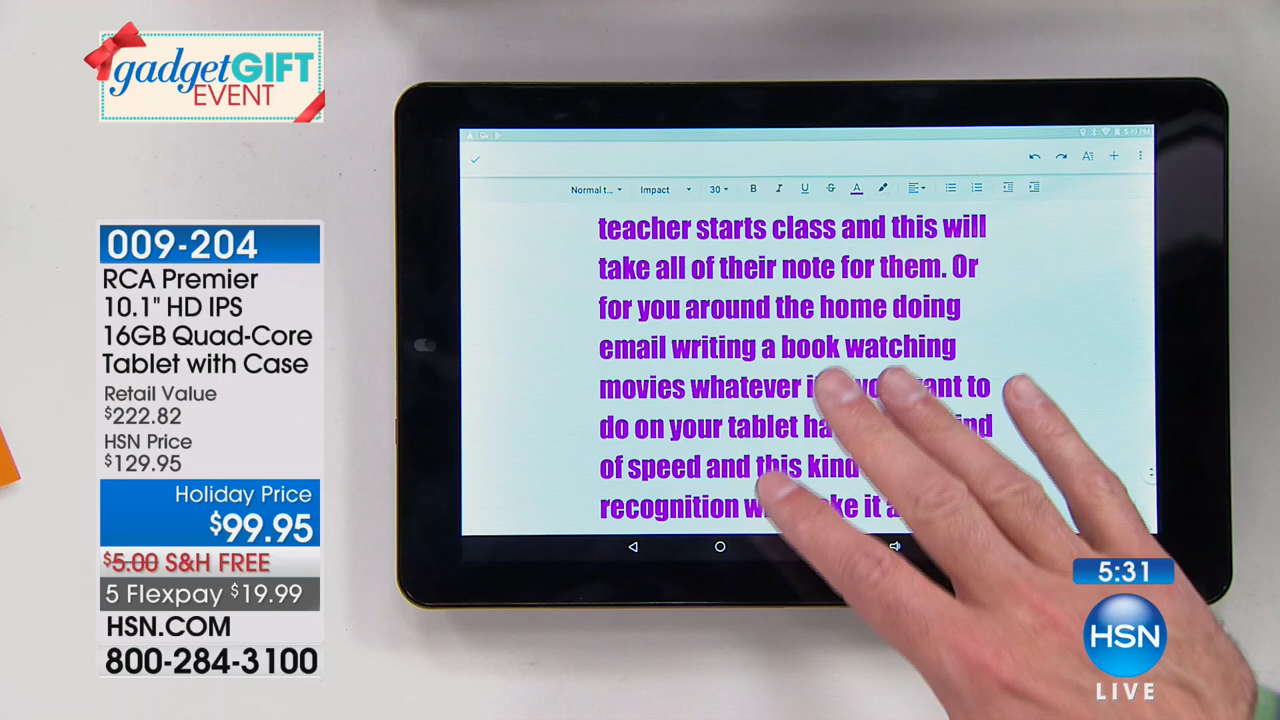 gadgetGIFT
EVENT
009-204
RCA Premier
10.1" HD IPS
16GB Quad-Core
Tablet with Case
Retail Value
$222.82
HSN Price
$129.95
Holiday Price
$99.95
$5.00 S&H FREE
5 Flexpay $19.99
HSN.COM
800-284-3100
Normal t... Impact 30 B I U S A
teacher starts class and this will
take all of their note for them. Or
for you around the home doing
email writing a book watching
movies whatever want to
do on your tablet
of speed and this kind
recognition it
5:31
HSN
LIVE